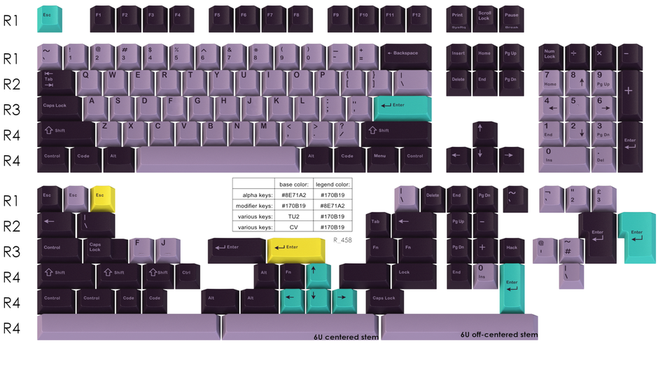 R1 Esc F1 F2 F3 F4 F5 F6 F7 F8 F9 F10 F11 F12 Print Scroll Lock Pause
R1 ~ ! 1 @ 2 # 3 $ 4 % 5 ^ 6 & 7 * 8 ( 9 ) 0 - + = ← Backspace Insert Home Pg Up Num Lock ÷ × −
R2 Tab Q W E R T Y U I O P { [ } ] | \ Delete End Pg Dn 7 Home 8 ↑ 9 Pg Up +
R3 Caps Lock A S D F G H J K L : ; Enter 4 ← 5 6 →
R4 Shift Z X C V B N M < , > . ? / Shift ↑ 1 End 2 ↓ 3 Pg Dn Enter
R4 Control Code Alt Alt Code Menu Control ← ↓ → 0 Ins . Del
base color: legend color:
alpha keys: #8E71A2 #170B19
modifier keys: #170B19 #8E71A2
various keys: TU2 #170B19
various keys: CV #170B19
R_458
R1 Esc Esc Esc | \ Delete End Pg Dn ~ " 2 £ 3
R2 ← | \ Tab ← Pg Up − Enter Enter
R3 Control Caps Lock F J Enter Enter Fn Fn Pg Dn + Hack @ ~ #
R4 Shift Shift Shift Ctrl Alt Fn ↑ Lock End 0 Ins Enter | \
R4 Control Control Code Code Alt Alt ← ↓ → Caps Lock
R4 6U centered stem 6U off-centered stem